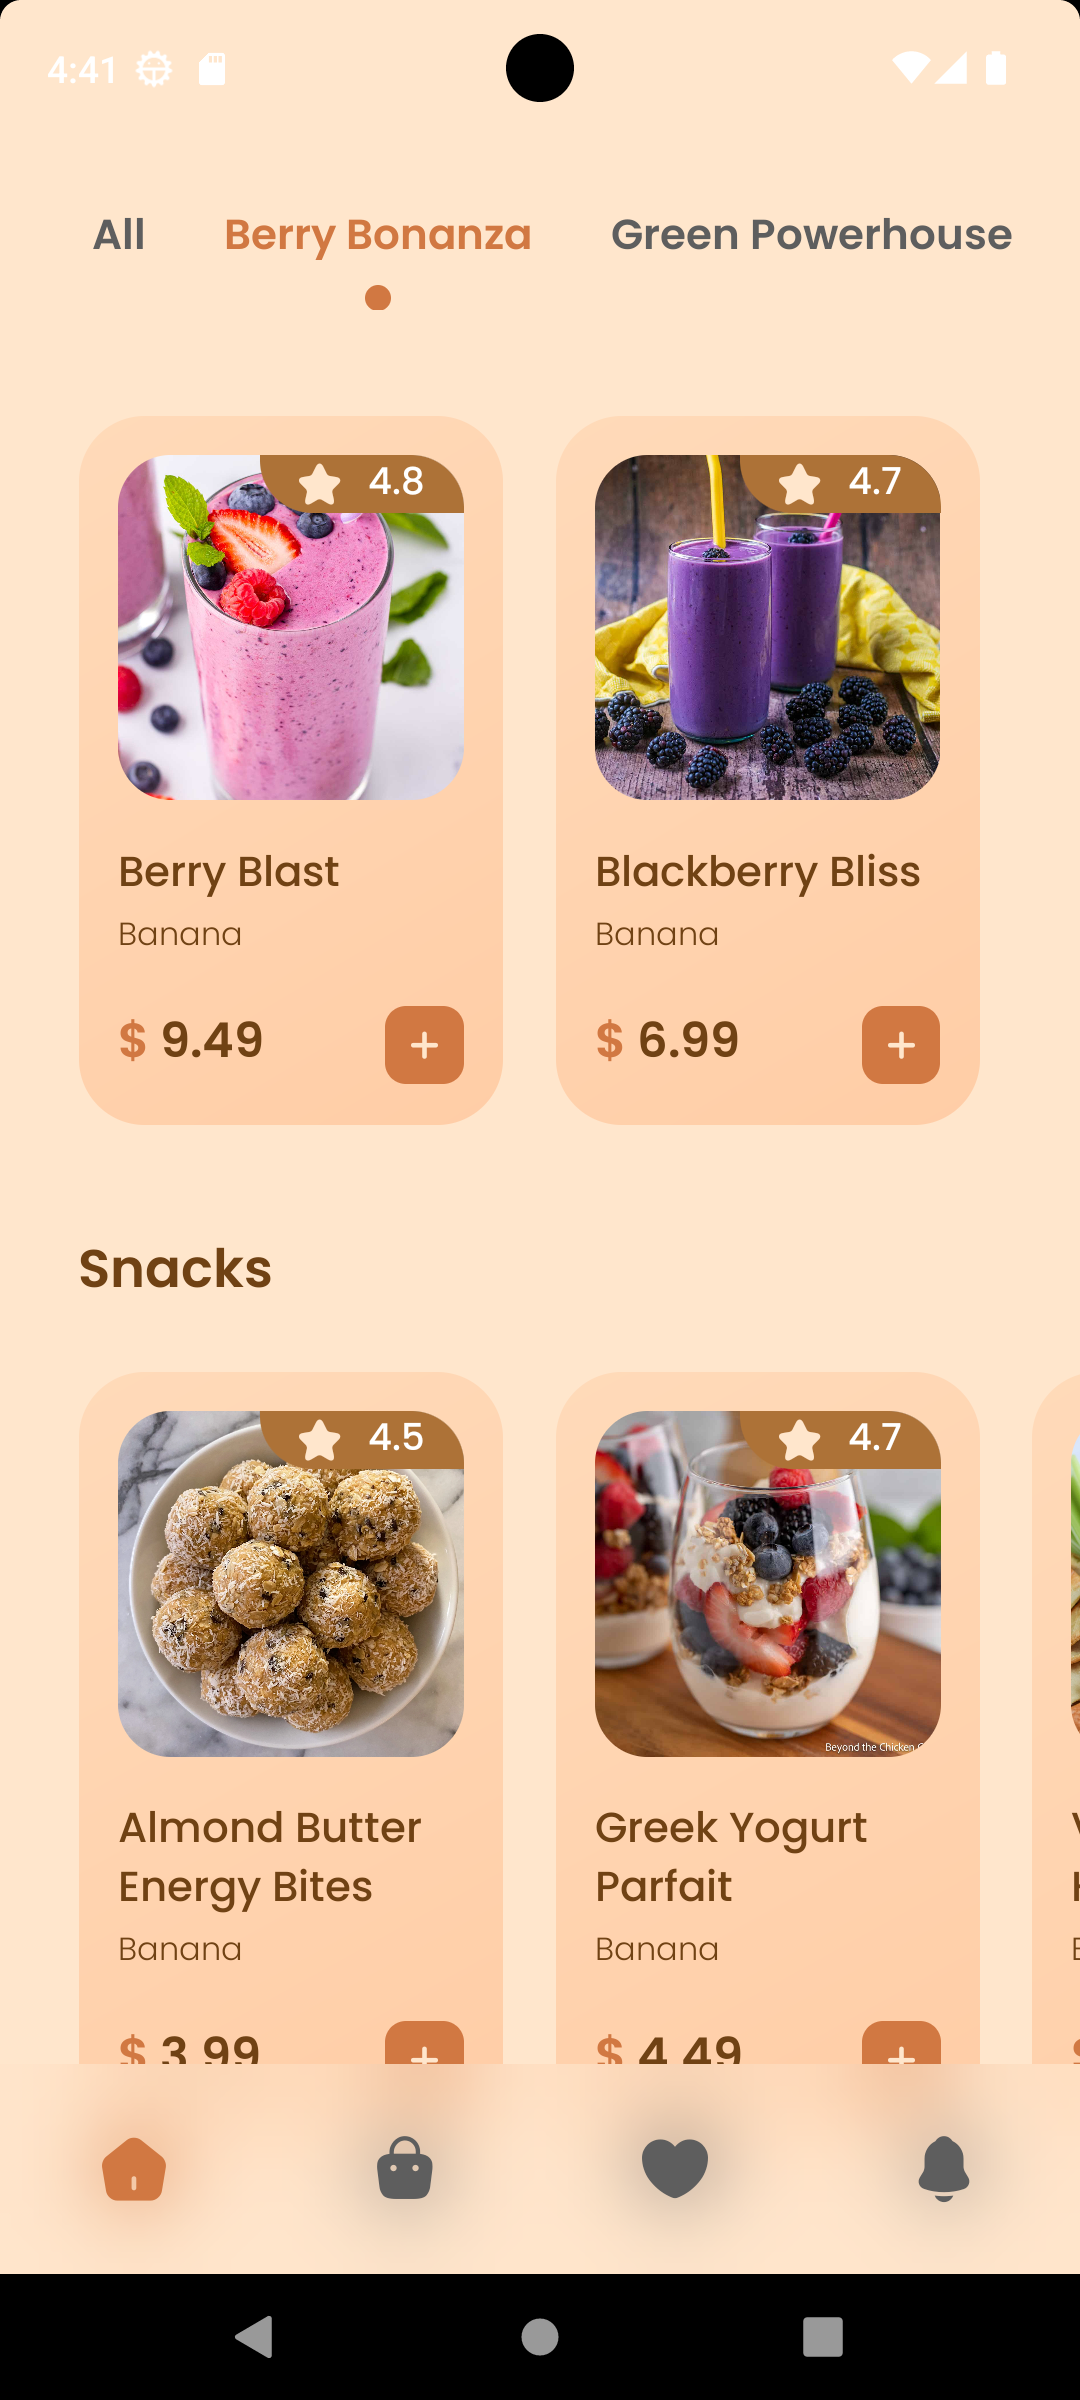 4:41
All Berry Bonanza Green Powerhouse
4.8
4.7
Berry Blast
Banana
$ 9.49
Blackberry Bliss
Banana
$ 6.99
Snacks
4.5
4.7
Beyond the Chicken
Almond Butter
Energy Bites
Banana
$ 3.99
Greek Yogurt
Parfait
Banana
$ 4.49